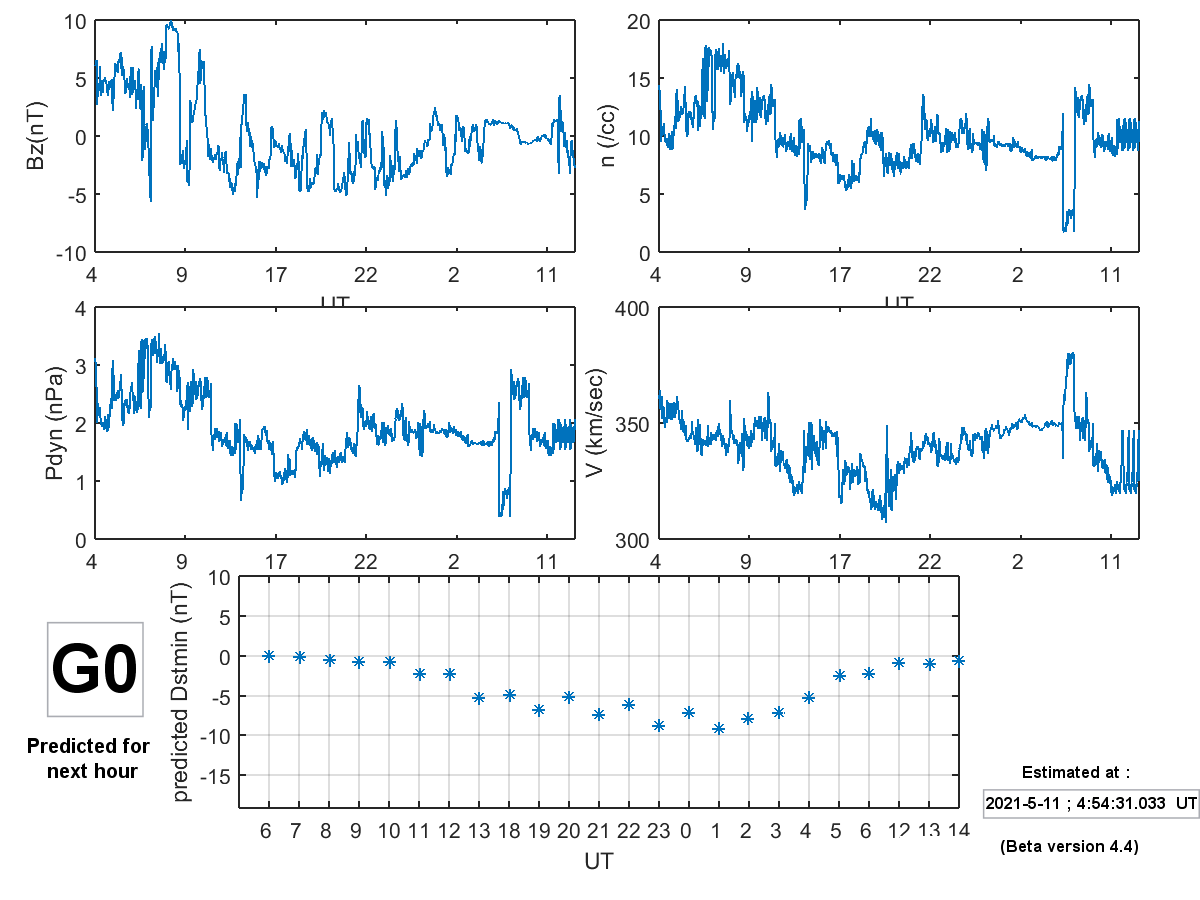 10
5
0
-5
-10
Bz(nT)
4 9 17 22 2 11
UT
20
15
10
5
0
n (/cc)
4 9 17 22 2 11
UT
4
3
2
1
0
Pdyn (nPa)
4 9 17 22 2 11
400
350
300
V (km/sec)
4 9 17 22 2 11
10
5
0
-5
-10
-15
predicted Dstmin (nT)
6 7 8 9 10 11 12 13 18 19 20 21 22 23 0 1 2 3 4 5 6 12 13 14
UT
G0
Predicted for
next hour
Estimated at :
2021-5-11 ; 4:54:31.033 UT
(Beta version 4.4)